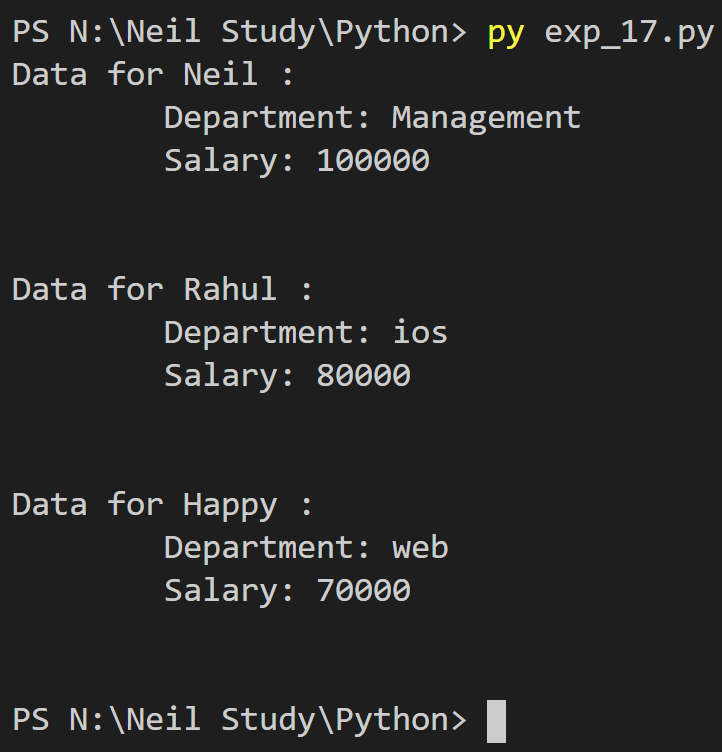 PS N:\Neil Study\Python> py exp_17.py
Data for Neil :
        Department: Management
        Salary: 100000
Data for Rahul :
        Department: ios
        Salary: 80000
Data for Happy :
        Department: web
        Salary: 70000
PS N:\Neil Study\Python>